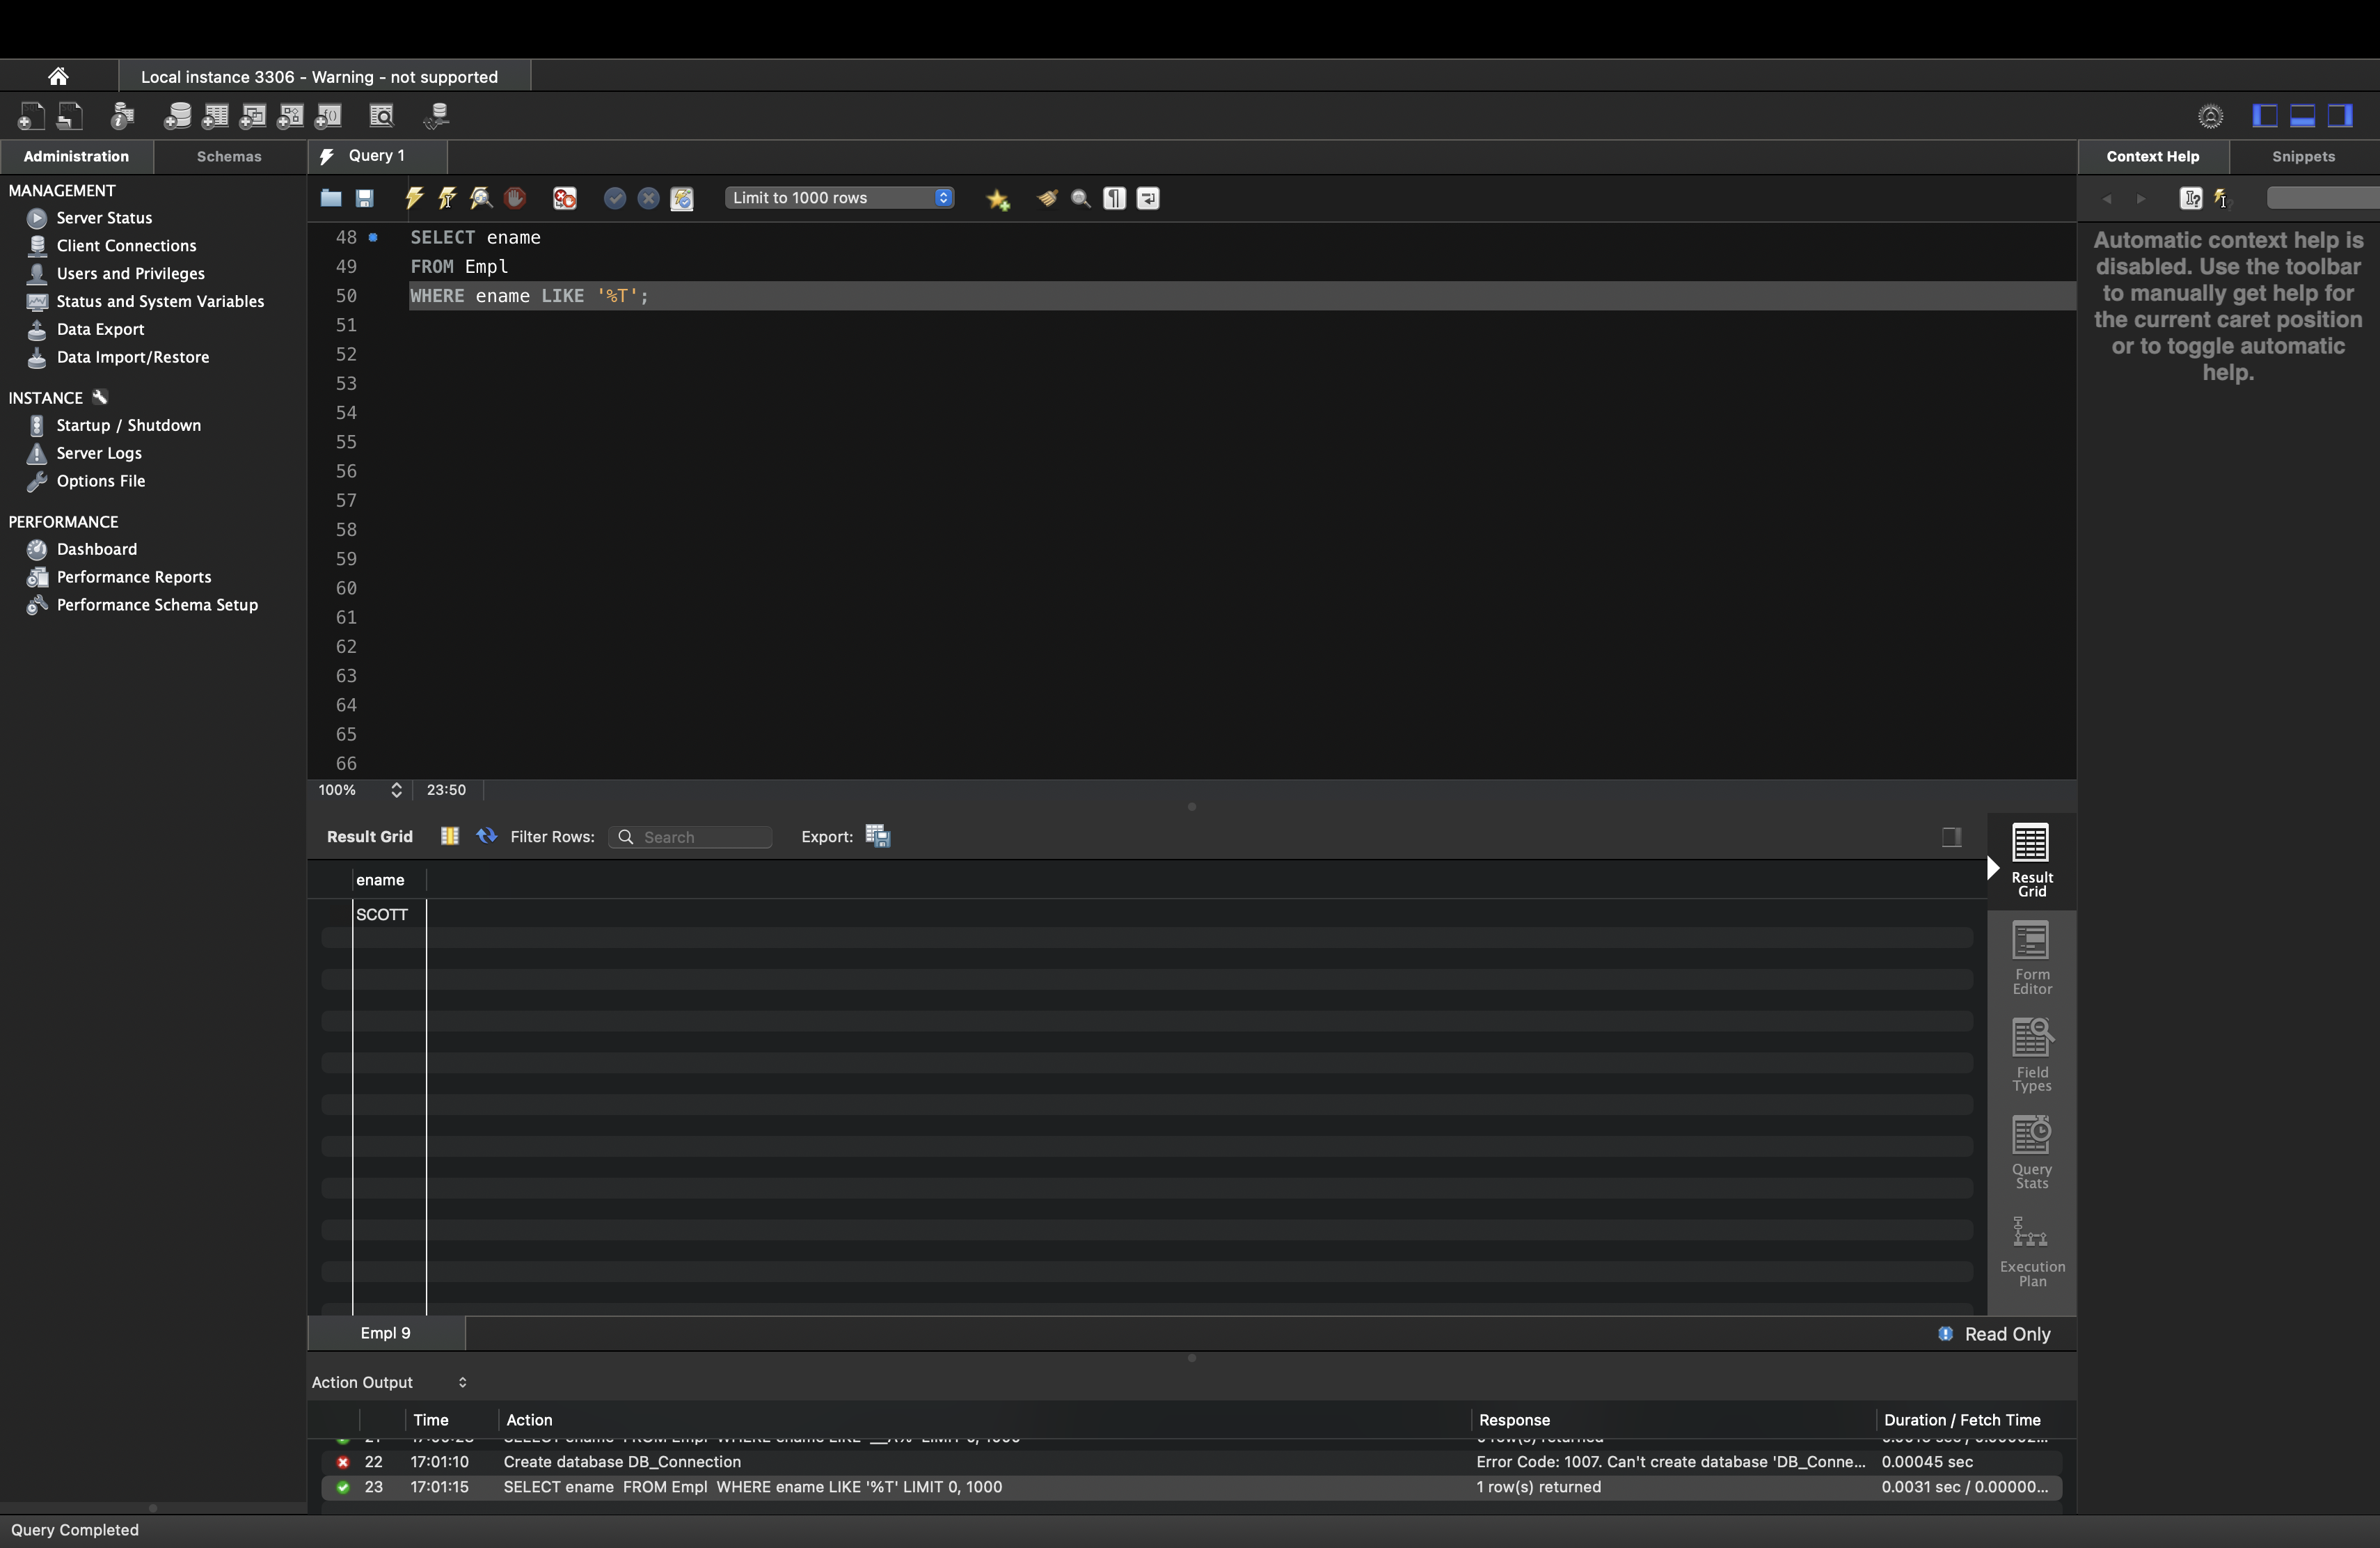 Local instance 3306 - Warning - not supported
Administration
Schemas
Query 1
Context Help
Snippets
MANAGEMENT
Server Status
Client Connections
Users and Privileges
Status and System Variables
Data Export
Data Import/Restore
INSTANCE
Startup / Shutdown
Server Logs
Options File
PERFORMANCE
Dashboard
Performance Reports
Performance Schema Setup
Limit to 1000 rows
48 SELECT ename
49 FROM Empl
50 WHERE ename LIKE '%T';
51
52
53
54
55
56
57
58
59
60
61
62
63
64
65
66
100% 23:50
Automatic context help is
disabled. Use the toolbar
to manually get help for
the current caret position
or to toggle automatic
help.
Result Grid Filter Rows: Search Export:
ename
SCOTT
Result
Grid
Form
Editor
Field
Types
Query
Stats
Execution
Plan
Empl 9
Read Only
Action Output
Time Action Response Duration / Fetch Time
22 17:01:10 Create database DB_Connection Error Code: 1007. Can't create database 'DB_Conne... 0.00045 sec
23 17:01:15 SELECT ename FROM Empl WHERE ename LIKE '%T' LIMIT 0, 1000 1 row(s) returned 0.0031 sec / 0.00000...
Query Completed